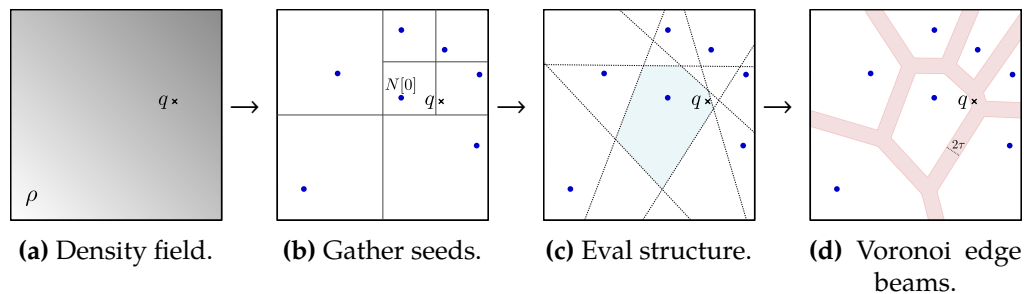 q
ρ
N[0]
q
q
q
2τ
(a) Density field.
(b) Gather seeds.
(c) Eval structure.
(d) Voronoi edge
beams.